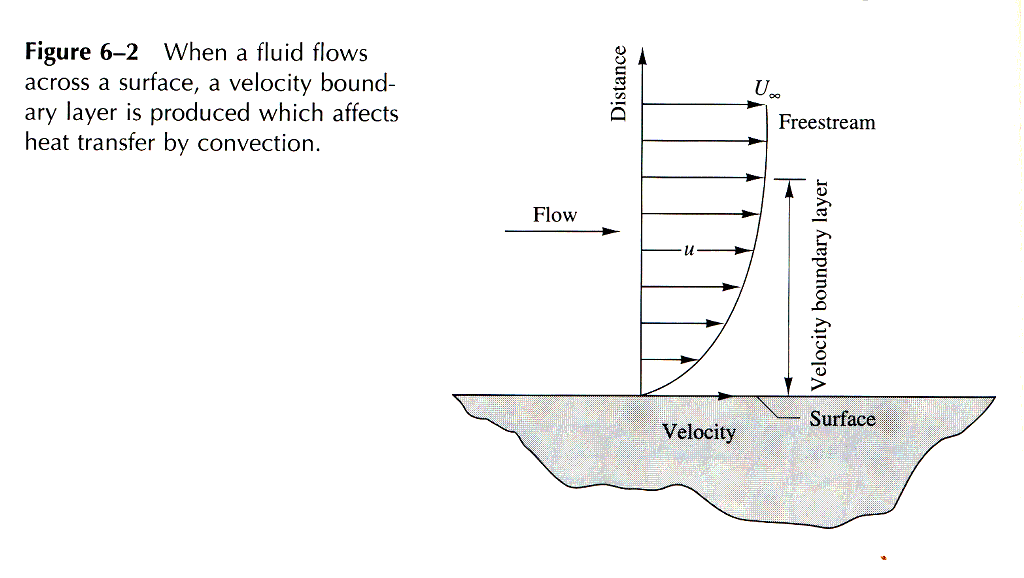 Figure 6–2 When a fluid flows
across a surface, a velocity bound-
ary layer is produced which affects
heat transfer by convection.
Distance
U∞
Freestream
Flow
u
Velocity boundary layer
Surface
Velocity